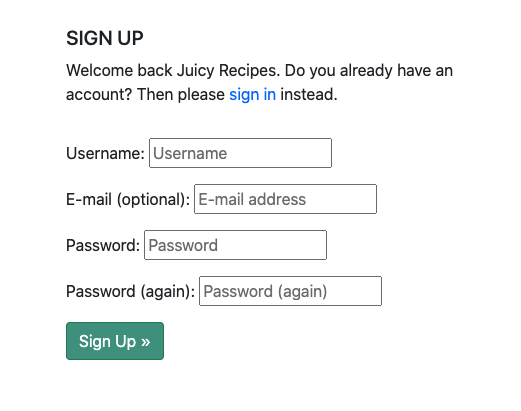 SIGN UP
Welcome back Juicy Recipes. Do you already have an
account? Then please sign in instead.
Username: Username
E-mail (optional): E-mail address
Password: Password
Password (again): Password (again)
Sign Up »